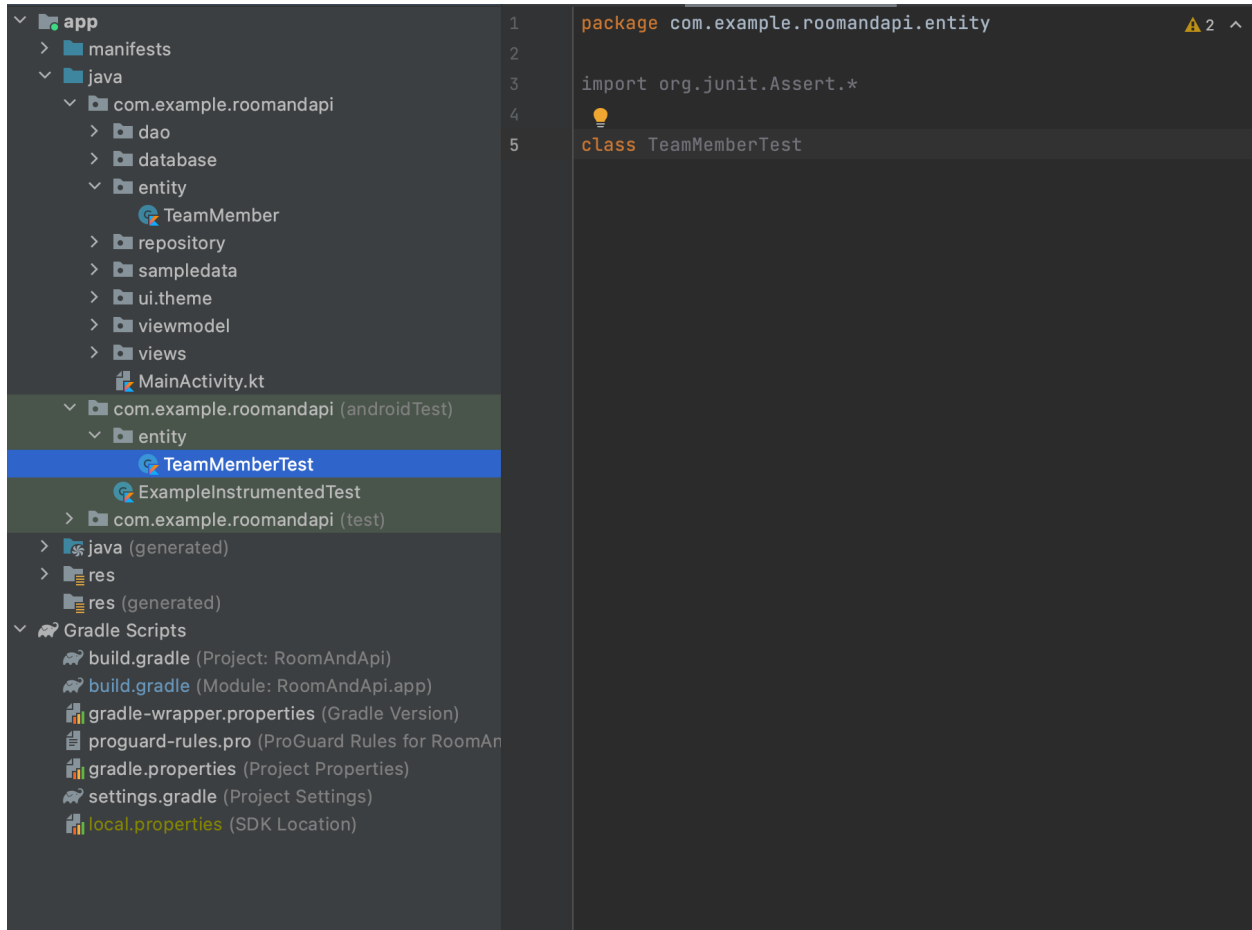 app
manifests
java
com.example.roomandapi
dao
database
entity
TeamMember
repository
sampledata
ui.theme
viewmodel
views
MainActivity.kt
com.example.roomandapi (androidTest)
entity
TeamMemberTest
ExampleInstrumentedTest
com.example.roomandapi (test)
java (generated)
res
res (generated)
Gradle Scripts
build.gradle (Project: RoomAndApi)
build.gradle (Module: RoomAndApi.app)
gradle-wrapper.properties (Gradle Version)
proguard-rules.pro (ProGuard Rules for RoomAn
gradle.properties (Project Properties)
settings.gradle (Project Settings)
local.properties (SDK Location)
1 package com.example.roomandapi.entity
2
3 import org.junit.Assert.*
4
5 class TeamMemberTest
2